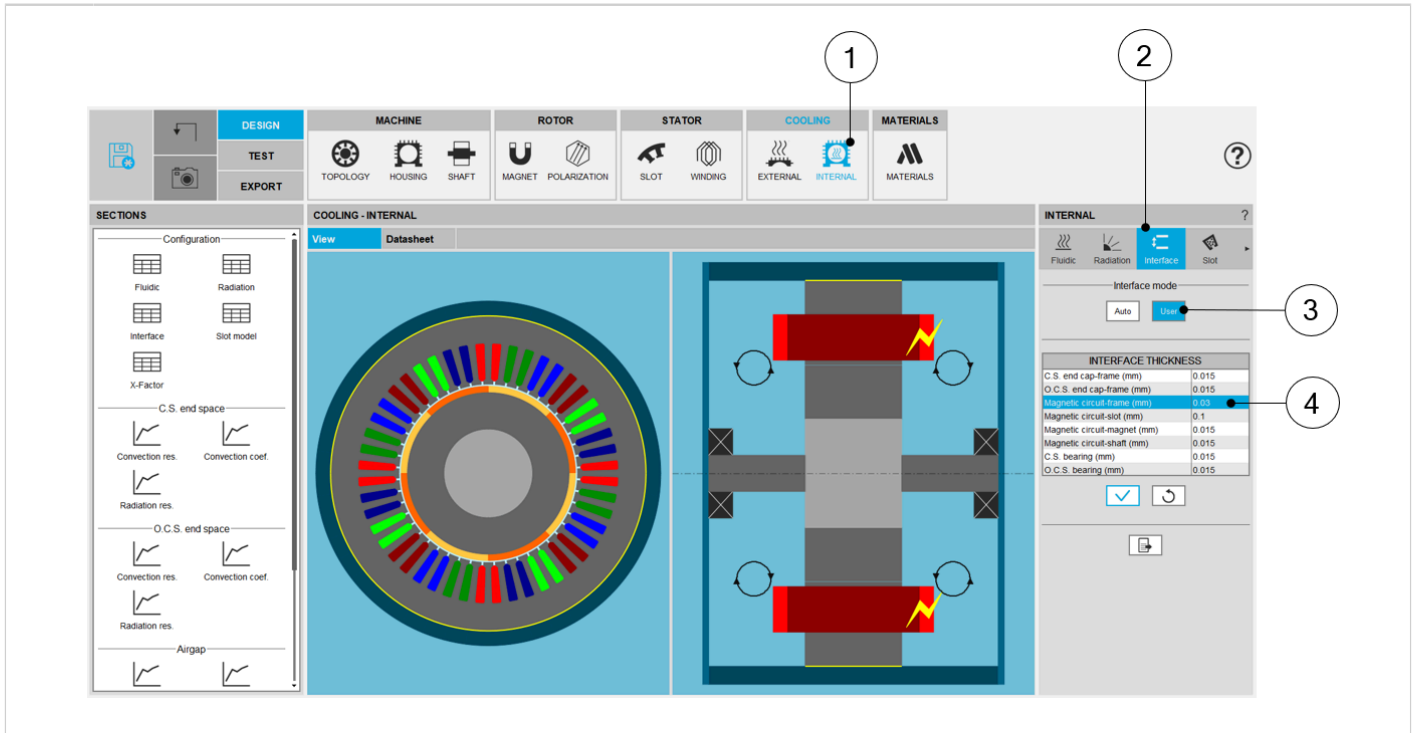 1
2
DESIGN
TEST
EXPORT
MACHINE
TOPOLOGY
HOUSING
SHAFT
ROTOR
MAGNET
POLARIZATION
STATOR
SLOT
WINDING
COOLING
EXTERNAL
INTERNAL
MATERIALS
MATERIALS
?
SECTIONS
Configuration
Fluidic
Radiation
Interface
Slot model
X-Factor
C.S. end space
Convection res.
Convection coef.
Radiation res.
O.C.S. end space
Convection res.
Convection coef.
Radiation res.
Airgap
COOLING - INTERNAL
View
Datasheet
INTERNAL ?
Fluidic
Radiation
Interface
Slot
Interface mode
Auto
User
3
INTERFACE THICKNESS
C.S. end cap-frame (mm) 0.015
O.C.S. end cap-frame (mm) 0.015
Magnetic circuit-frame (mm) 0.03
4
Magnetic circuit-slot (mm) 0.1
Magnetic circuit-magnet (mm) 0.015
Magnetic circuit-shaft (mm) 0.015
C.S. bearing (mm) 0.015
O.C.S. bearing (mm) 0.015